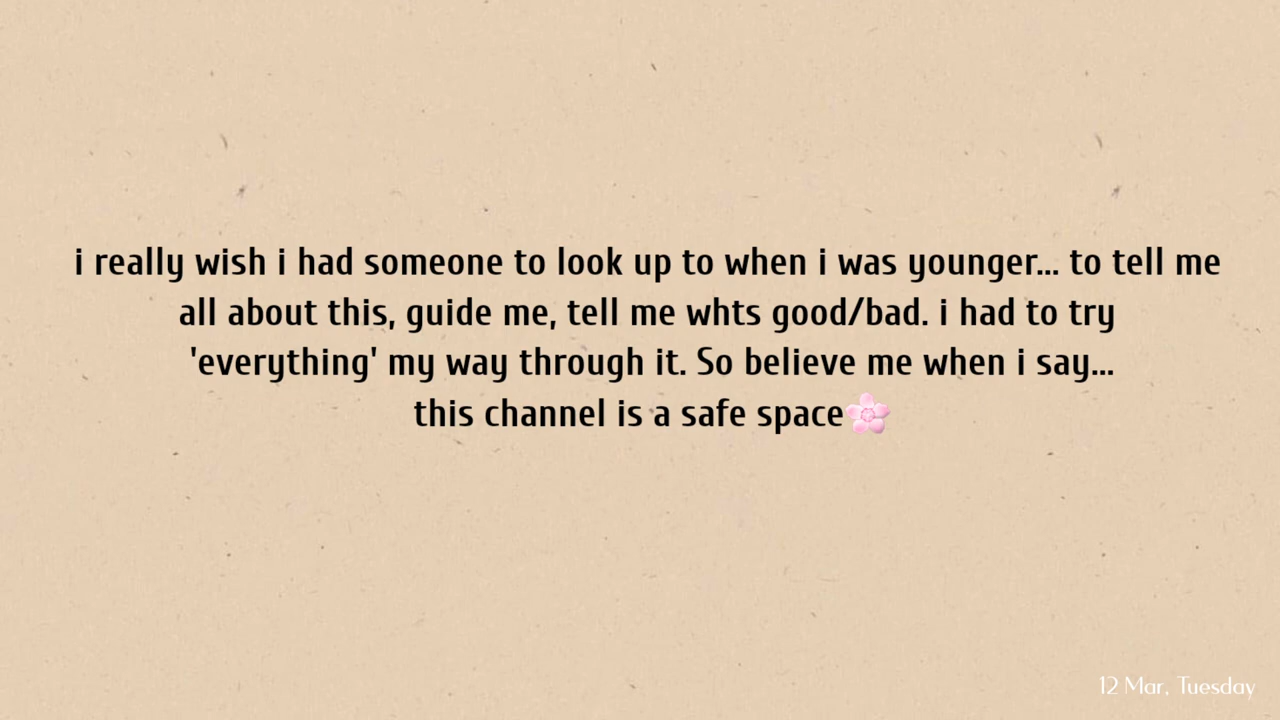 i really wish i had someone to look up to when i was younger... to tell me
all about this, guide me, tell me whts good/bad. i had to try
'everything' my way through it. So believe me when i say...
this channel is a safe space🌸
12 Mar, Tuesday